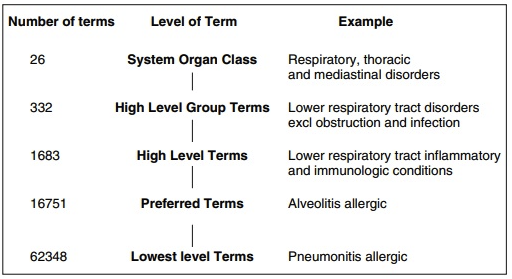 Number of terms Level of Term Example
26 System Organ Class Respiratory, thoracic
and mediastinal disorders
332 High Level Group Terms Lower respiratory tract disorders
excl obstruction and infection
1683 High Level Terms Lower respiratory tract inflammatory
and immunologic conditions
16751 Preferred Terms Alveolitis allergic
62348 Lowest level Terms Pneumonitis allergic